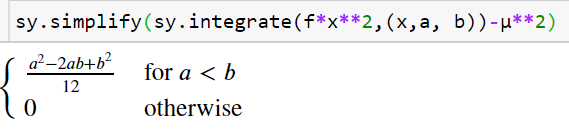 sy.simplify(sy.integrate(f*x**2,(x,a, b))-μ**2)
{ a²−2ab+b²/12 for a < b
0 otherwise